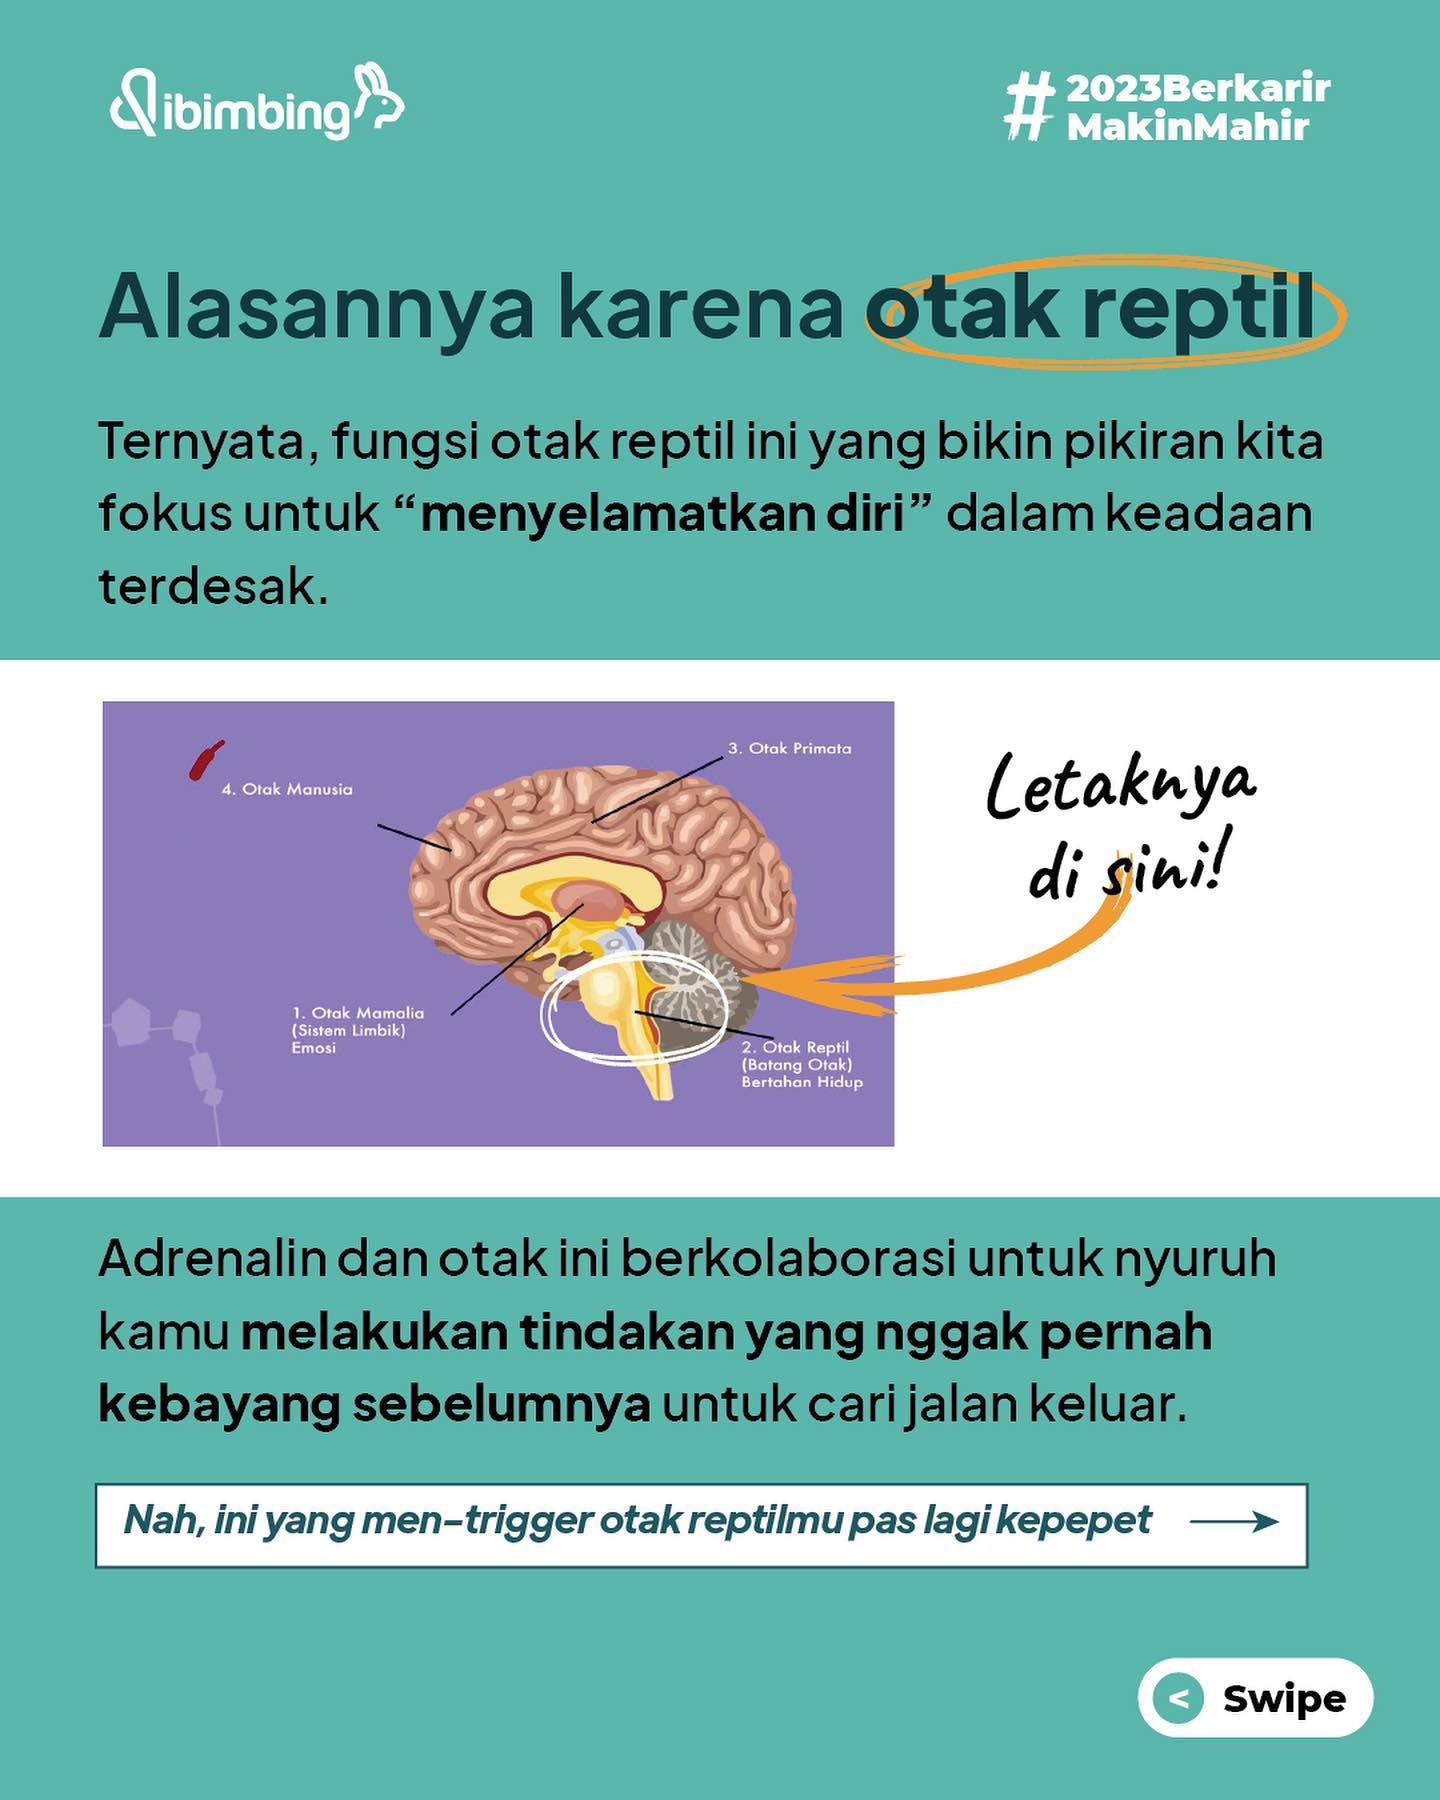 dibimbing
#2023Berkarir
MakinMahir
Alasannya karena otak reptil
Ternyata, fungsi otak reptil ini yang bikin pikiran kita
fokus untuk “menyelamatkan diri” dalam keadaan
terdesak.
3. Otak Primata
4. Otak Manusia
Letaknya
di sini!
1. Otak Mamalia
(Sistem Limbik)
Emosi
2. Otak Reptil
(Batang Otak)
Bertahan Hidup
Adrenalin dan otak ini berkolaborasi untuk nyuruh
kamu melakukan tindakan yang nggak pernah
kebayang sebelumnya untuk cari jalan keluar.
Nah, ini yang men-trigger otak reptilmu pas lagi kepepet
< Swipe